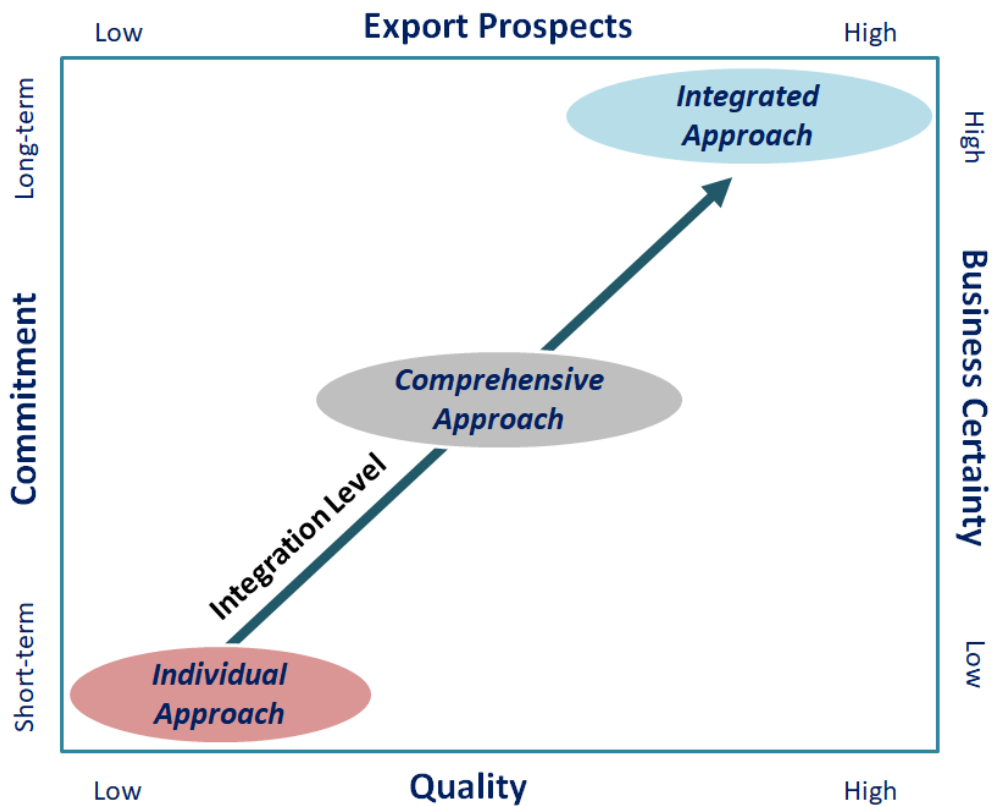 Export Prospects
Low
High
Long-term
Commitment
Short-term
Integrated
Approach
Comprehensive
Approach
Integration Level
Individual
Approach
High
Business Certainty
Low
Low
Quality
High